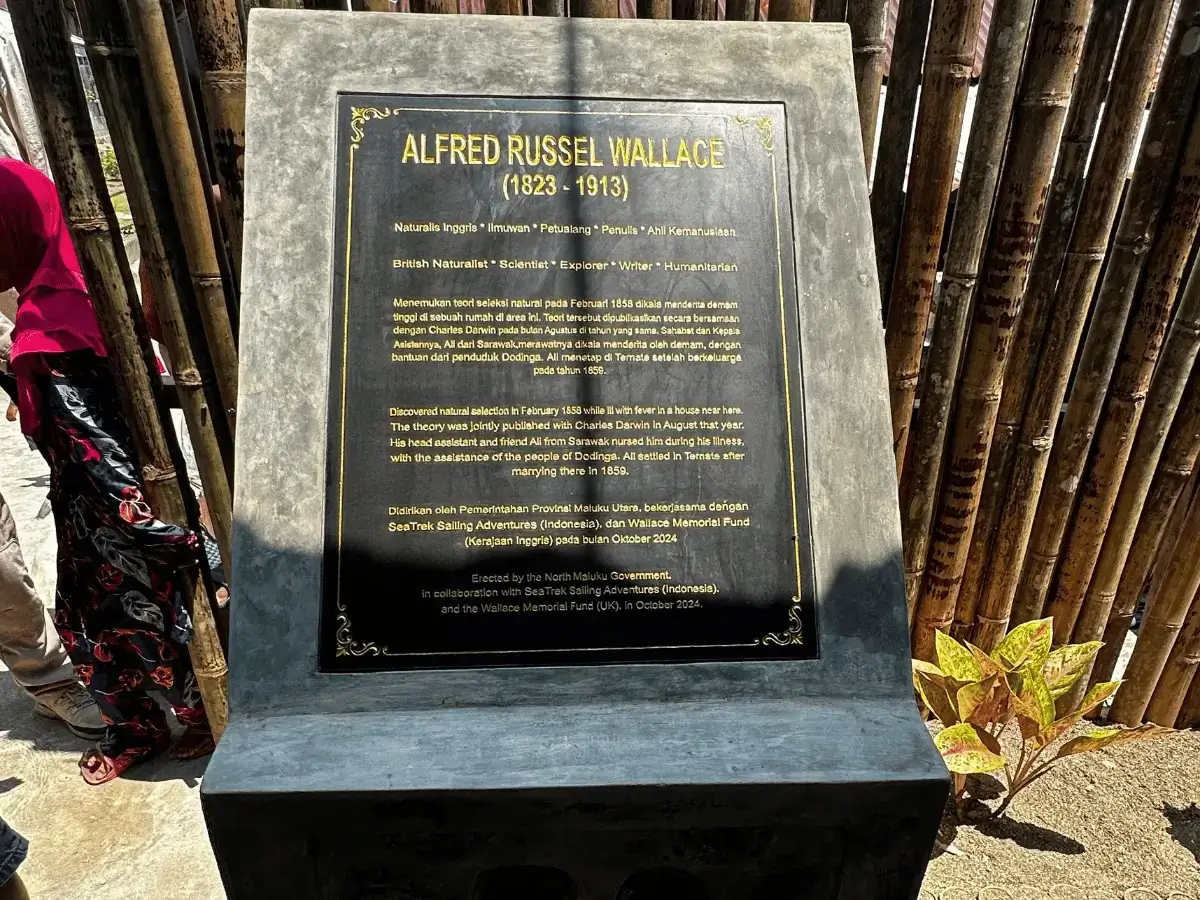 ALFRED RUSSEL WALLACE
(1823 - 1913)
Naturalis Inggris * Ilmuwan * Petualang * Penulis * Ahli Kemanusiaan
British Naturalist * Scientist * Explorer * Writer * Humanitarian
Menemukan teori seleksi natural pada Februari 1858 dikala menderita demam
tinggi di sebuah rumah di area ini. Teori tersebut dipublikasikan secara bersamaan
dengan Charles Darwin pada bulan Agustus di tahun yang sama. Sahabat dan Kepala
Asistennya, Ali dari Sarawak,merawatnya dikala menderita oleh demam, dengan
bantuan dari penduduk Dodinga. Ali menetap di Ternate setelah berkeluarga
pada tahun 1859.
Discovered natural selection in February 1858 while ill with fever in a house near here.
The theory was jointly published with Charles Darwin in August that year.
His head assistant and friend Ali from Sarawak nursed him during his illness,
with the assistance of the people of Dodinga. Ali settled in Ternate after
marrying there in 1859.
Didirikan oleh Pemerintahan Provinsi Maluku Utara, bekerjasama dengan
SeaTrek Sailing Adventures (Indonesia), dan Wallace Memorial Fund
(Kerajaan Inggris) pada bulan Oktober 2024
Erected by the North Maluku Government,
in collaboration with SeaTrek Sailing Adventures (Indonesia),
and the Wallace Memorial Fund (UK), in October 2024.